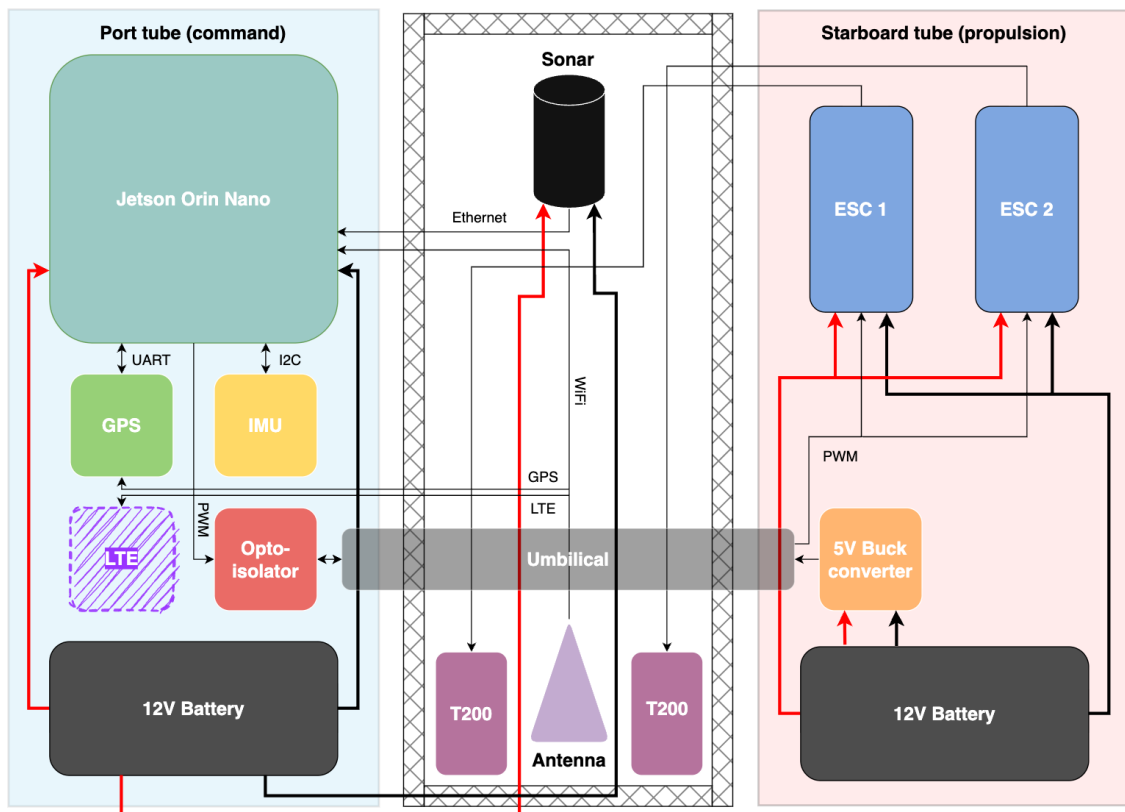 Port tube (command)
Starboard tube (propulsion)
Sonar
Jetson Orin Nano
ESC 1
ESC 2
Ethernet
UART
I2C
WiFi
GPS
IMU
PWM
GPS
LTE
PWM
LTE
Opto-
isolator
Umbilical
5V Buck
converter
12V Battery
T200
T200
12V Battery
Antenna